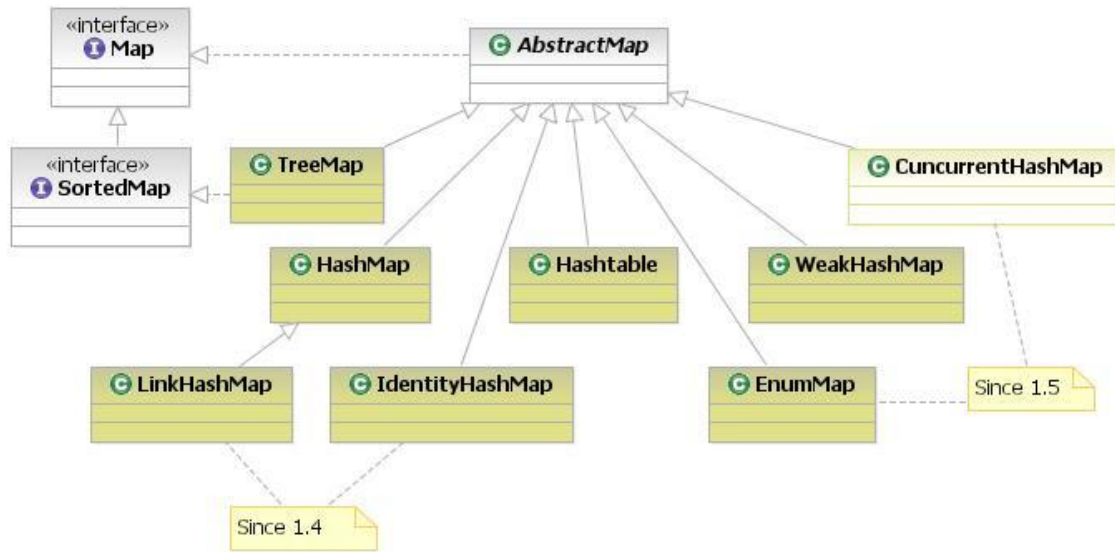 «interface»
Map
AbstractMap
«interface»
SortedMap
TreeMap
CuncurrentHashMap
HashMap
Hashtable
WeakHashMap
LinkHashMap
IdentityHashMap
EnumMap
Since 1.5
Since 1.4